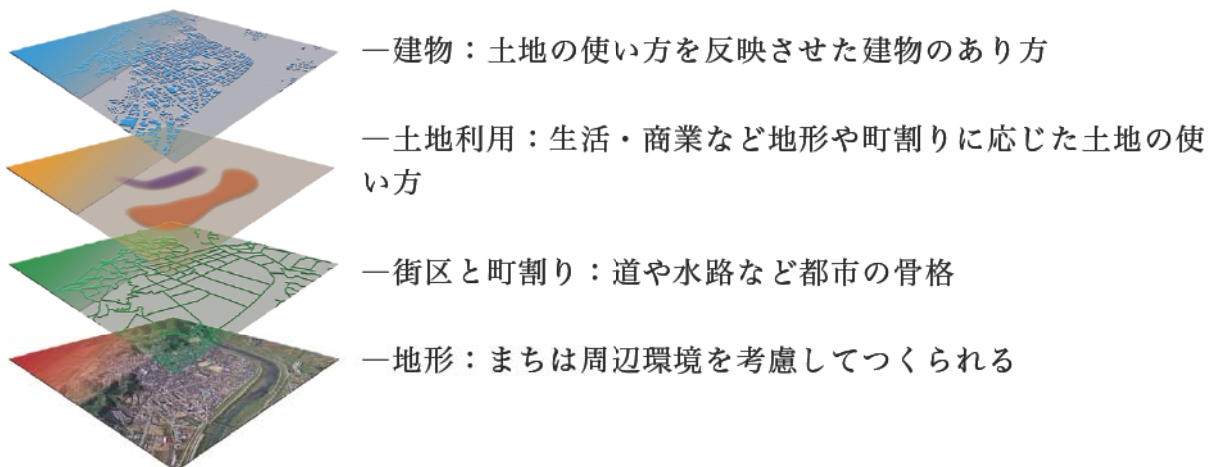 ―建物：土地の使い方を反映させた建物のあり方
―土地利用：生活・商業など地形や町割りに応じた土地の使
い方
―街区と町割り：道や水路など都市の骨格
―地形：まちは周辺環境を考慮してつくられる